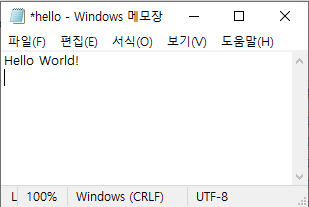 *hello - Windows 메모장
파일(F) 편집(E) 서식(O) 보기(V) 도움말(H)
Hello World!
L 100% Windows (CRLF) UTF-8